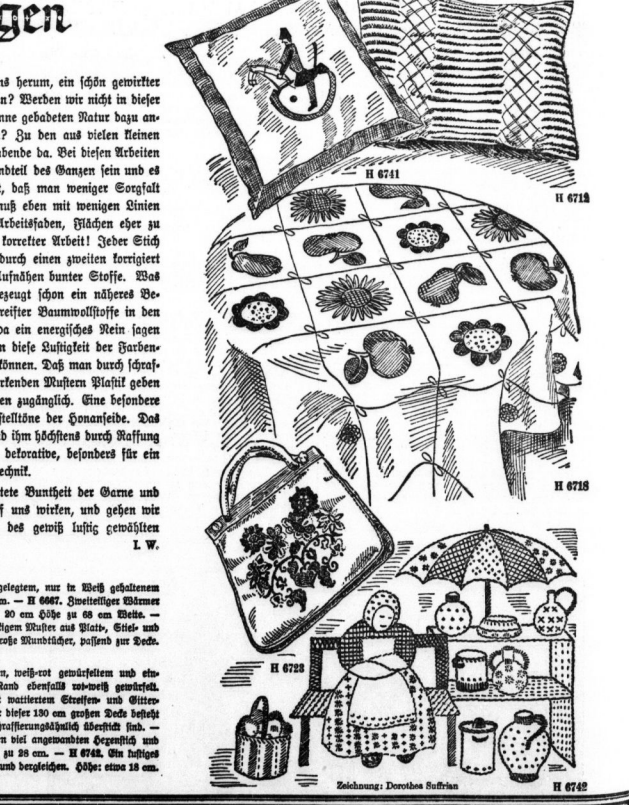 gen
ns herum, ein schön gewirkter
n? Werden wir nicht in dieser
nne gebadeten Natur dazu an-
? Zu den aus vielen kleinen
bende da. Bei diesen Arbeiten
ndteil des Ganzen sein und es
, daß man weniger Sorgfalt
muß eben mit wenigen Linien
Arbeitsfaden, Flächen eher zu
korrekter Arbeit! Jeder Stich
durch einen zweiten korrigiert
lufnähen bunter Stoffe. Was
ezeugt schon ein näheres Be-
reifter Baumwollstoffe in den
da ein energisches Nein sagen
n diese Lustigkeit der Farben-
können. Daß man durch schraf-
rkenden Mustern Plastik geben
en zugänglich. Eine besondere
stelltöne der Honanseide. Das
d ihm höchstens durch Raffung
dekorative, besonders für ein
echnik.
tete Buntheit der Garne und
f uns wirken, und gehen wir
des gewiß lustig gewählten
I. W.
gelegtem, nur in Weiß gehaltenem
m. — H 6667. Zweiteiliger Wärmer
20 cm Höhe zu 68 cm Weite. —
tigem Muster aus Platt-, Stiel- und
roße Mundtücher, passend zur Decke.
n, weiß-rot gewürfeltem und ein-
Rand ebenfalls rot-weiß gewürfelt.
t wattiertem Streifen- und Gitter-
r dieser 130 cm großen Decke besteht
hraffierungsähnlich überstickt sind. —
n viel angewandten Hexenstich und
zu 28 cm. — H 6742. Ein lustiges
und dergleichen. Höhe: etwa 18 cm.
H 6741
H 6712
H 6718
H 6723
Zeichnung: Dorothea Suffrian
H 6742